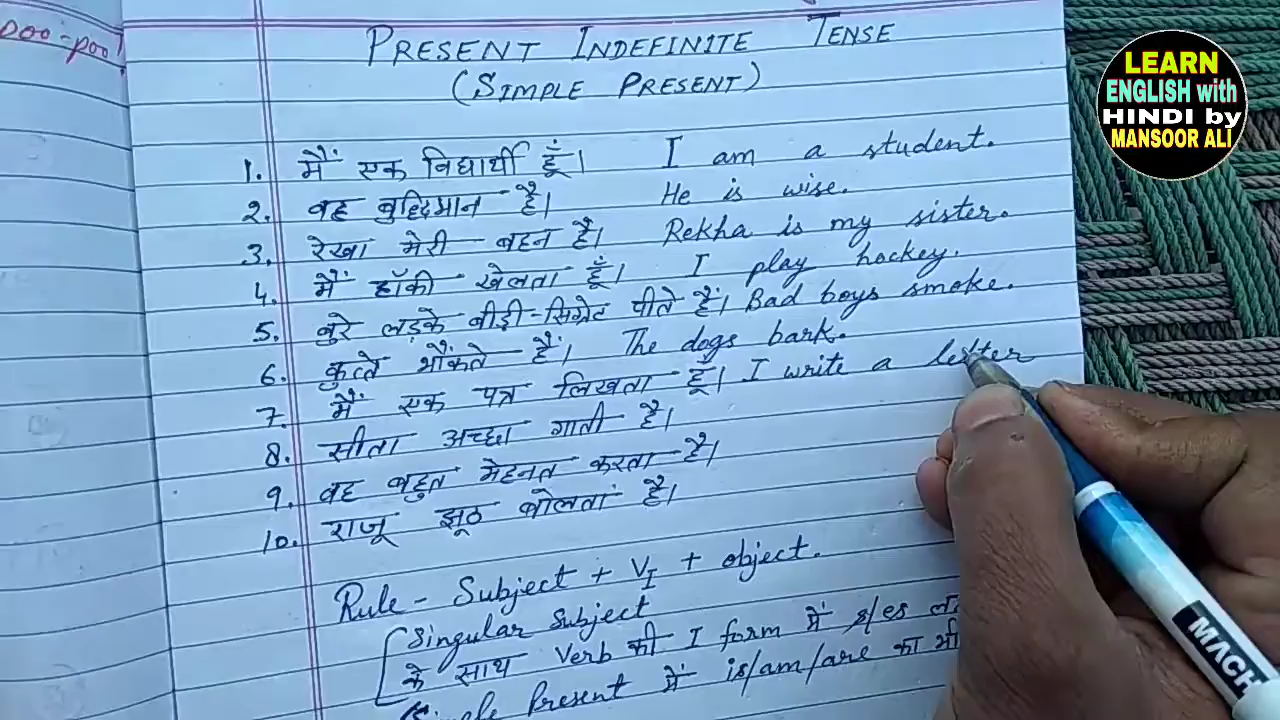 poo-poo!
PRESENT INDEFINITE TENSE
(SIMPLE PRESENT)
LEARN
ENGLISH with
HINDI by
MANSOOR ALI
1. मैं एक विद्यार्थी हूँ। I am a student.
2. वह बुद्धिमान है। He is wise.
3. रेखा मेरी बहन है। Rekha is my sister.
4. मैं हॉकी खेलता हूँ। I play hockey.
5. बुरे लड़के बीड़ी-सिग्रेट पीते हैं। Bad boys smoke.
6. कुत्ते भौंकते हैं। The dogs bark.
7. मैं एक पत्र लिखता हूँ। I write a letter
8. सीता अच्छा गाती है।
9. वह बहुत मेहनत करता है।
10. राजू झूठ बोलता है।
Rule - Subject + V I + object.
Singular Subject
के साथ Verb की I form में s/es
Simple Present में is/am/are का भी
MACH